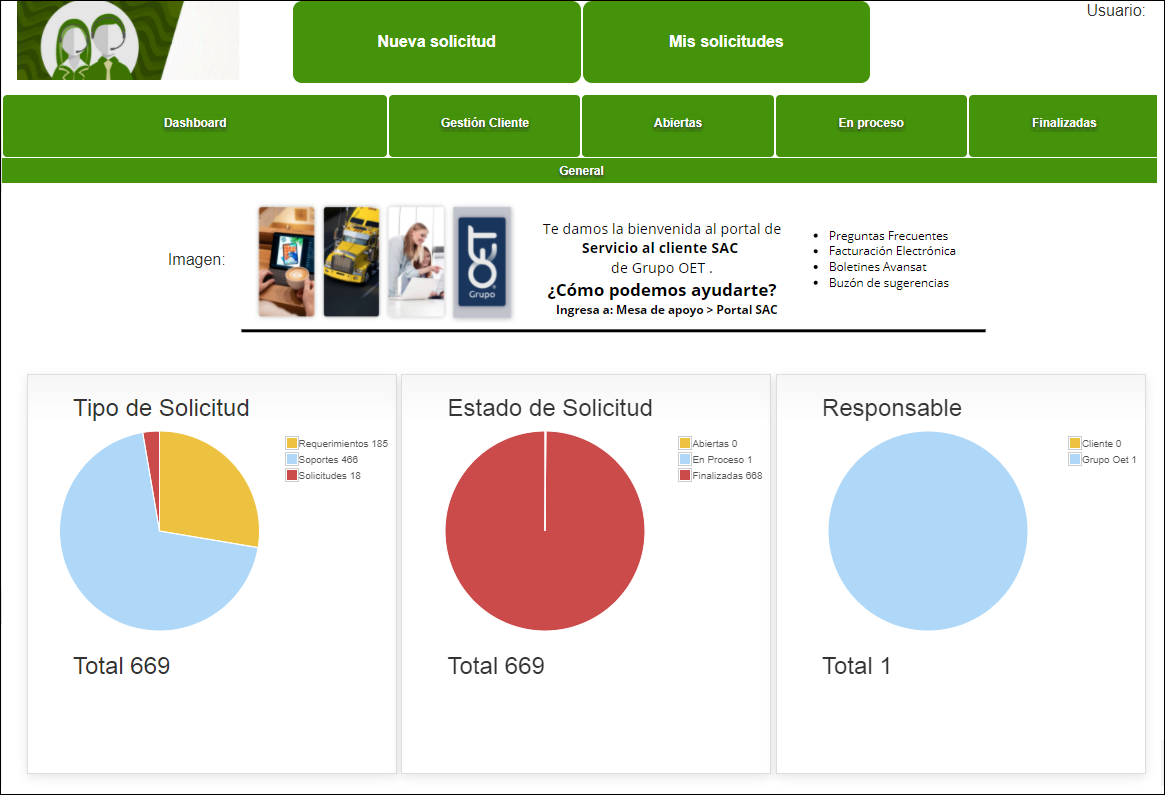 Nueva solicitud
Mis solicitudes
Usuario:
Dashboard
Gestión Cliente
Abiertas
En proceso
Finalizadas
General
Imagen:
OET
Grupo
Te damos la bienvenida al portal de
Servicio al cliente SAC
de Grupo OET .
¿Cómo podemos ayudarte?
Ingresa a: Mesa de apoyo > Portal SAC
• Preguntas Frecuentes
• Facturación Electrónica
• Boletines Avansat
• Buzón de sugerencias
Tipo de Solicitud
Requerimientos 185
Soportes 466
Solicitudes 18
Total 669
Estado de Solicitud
Abiertas 0
En Proceso 1
Finalizadas 668
Total 669
Responsable
Cliente 0
Grupo Oet 1
Total 1